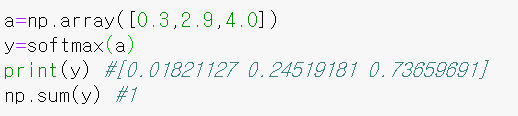 a=np.array([0.3,2.9,4.0])
y=softmax(a)
print(y) #[0.01821127 0.24519181 0.73659691]
np.sum(y) #1